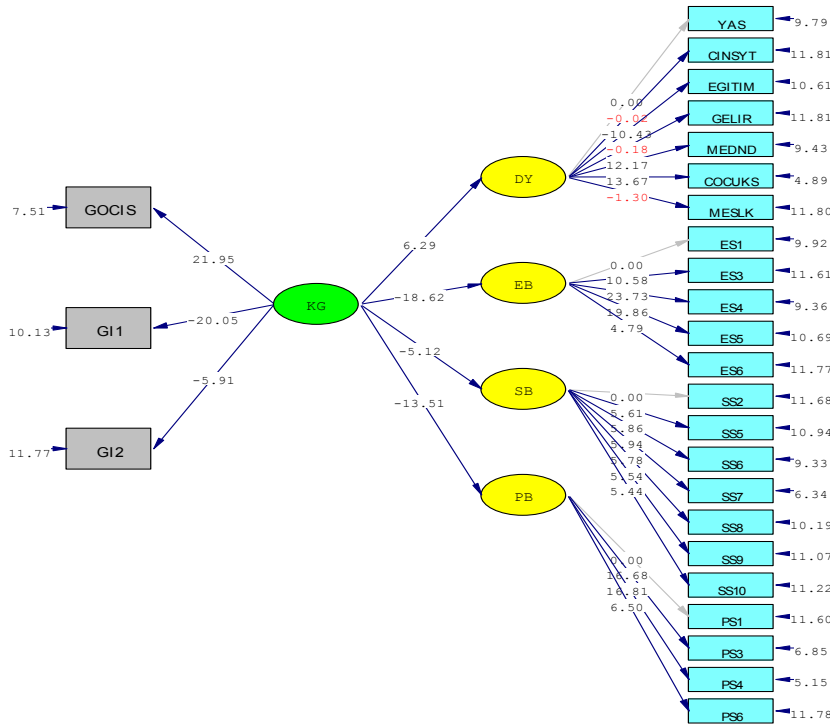 YAS
9.79
CINSYT
11.81
EGITIM
10.61
GELIR
11.81
MEDND
9.43
COCUKS
4.89
MESLK
11.80
0.00
-0.02
-10.43
-0.18
12.17
13.67
-1.30
DY
7.51
GOCIS
21.95
6.29
ES1
9.92
ES3
11.61
ES4
9.36
ES5
10.69
ES6
11.77
0.00
10.58
23.73
19.86
4.79
EB
-18.62
KG
10.13
GI1
-20.05
-5.91
-5.12
-13.51
SB
SS2
11.68
SS5
10.94
SS6
9.33
SS7
6.34
SS8
10.19
SS9
11.07
SS10
11.22
0.00
5.61
5.86
5.94
5.78
5.54
5.44
11.77
GI2
PB
0.00
16.68
16.81
6.50
PS1
11.60
PS3
6.85
PS4
5.15
PS6
11.78